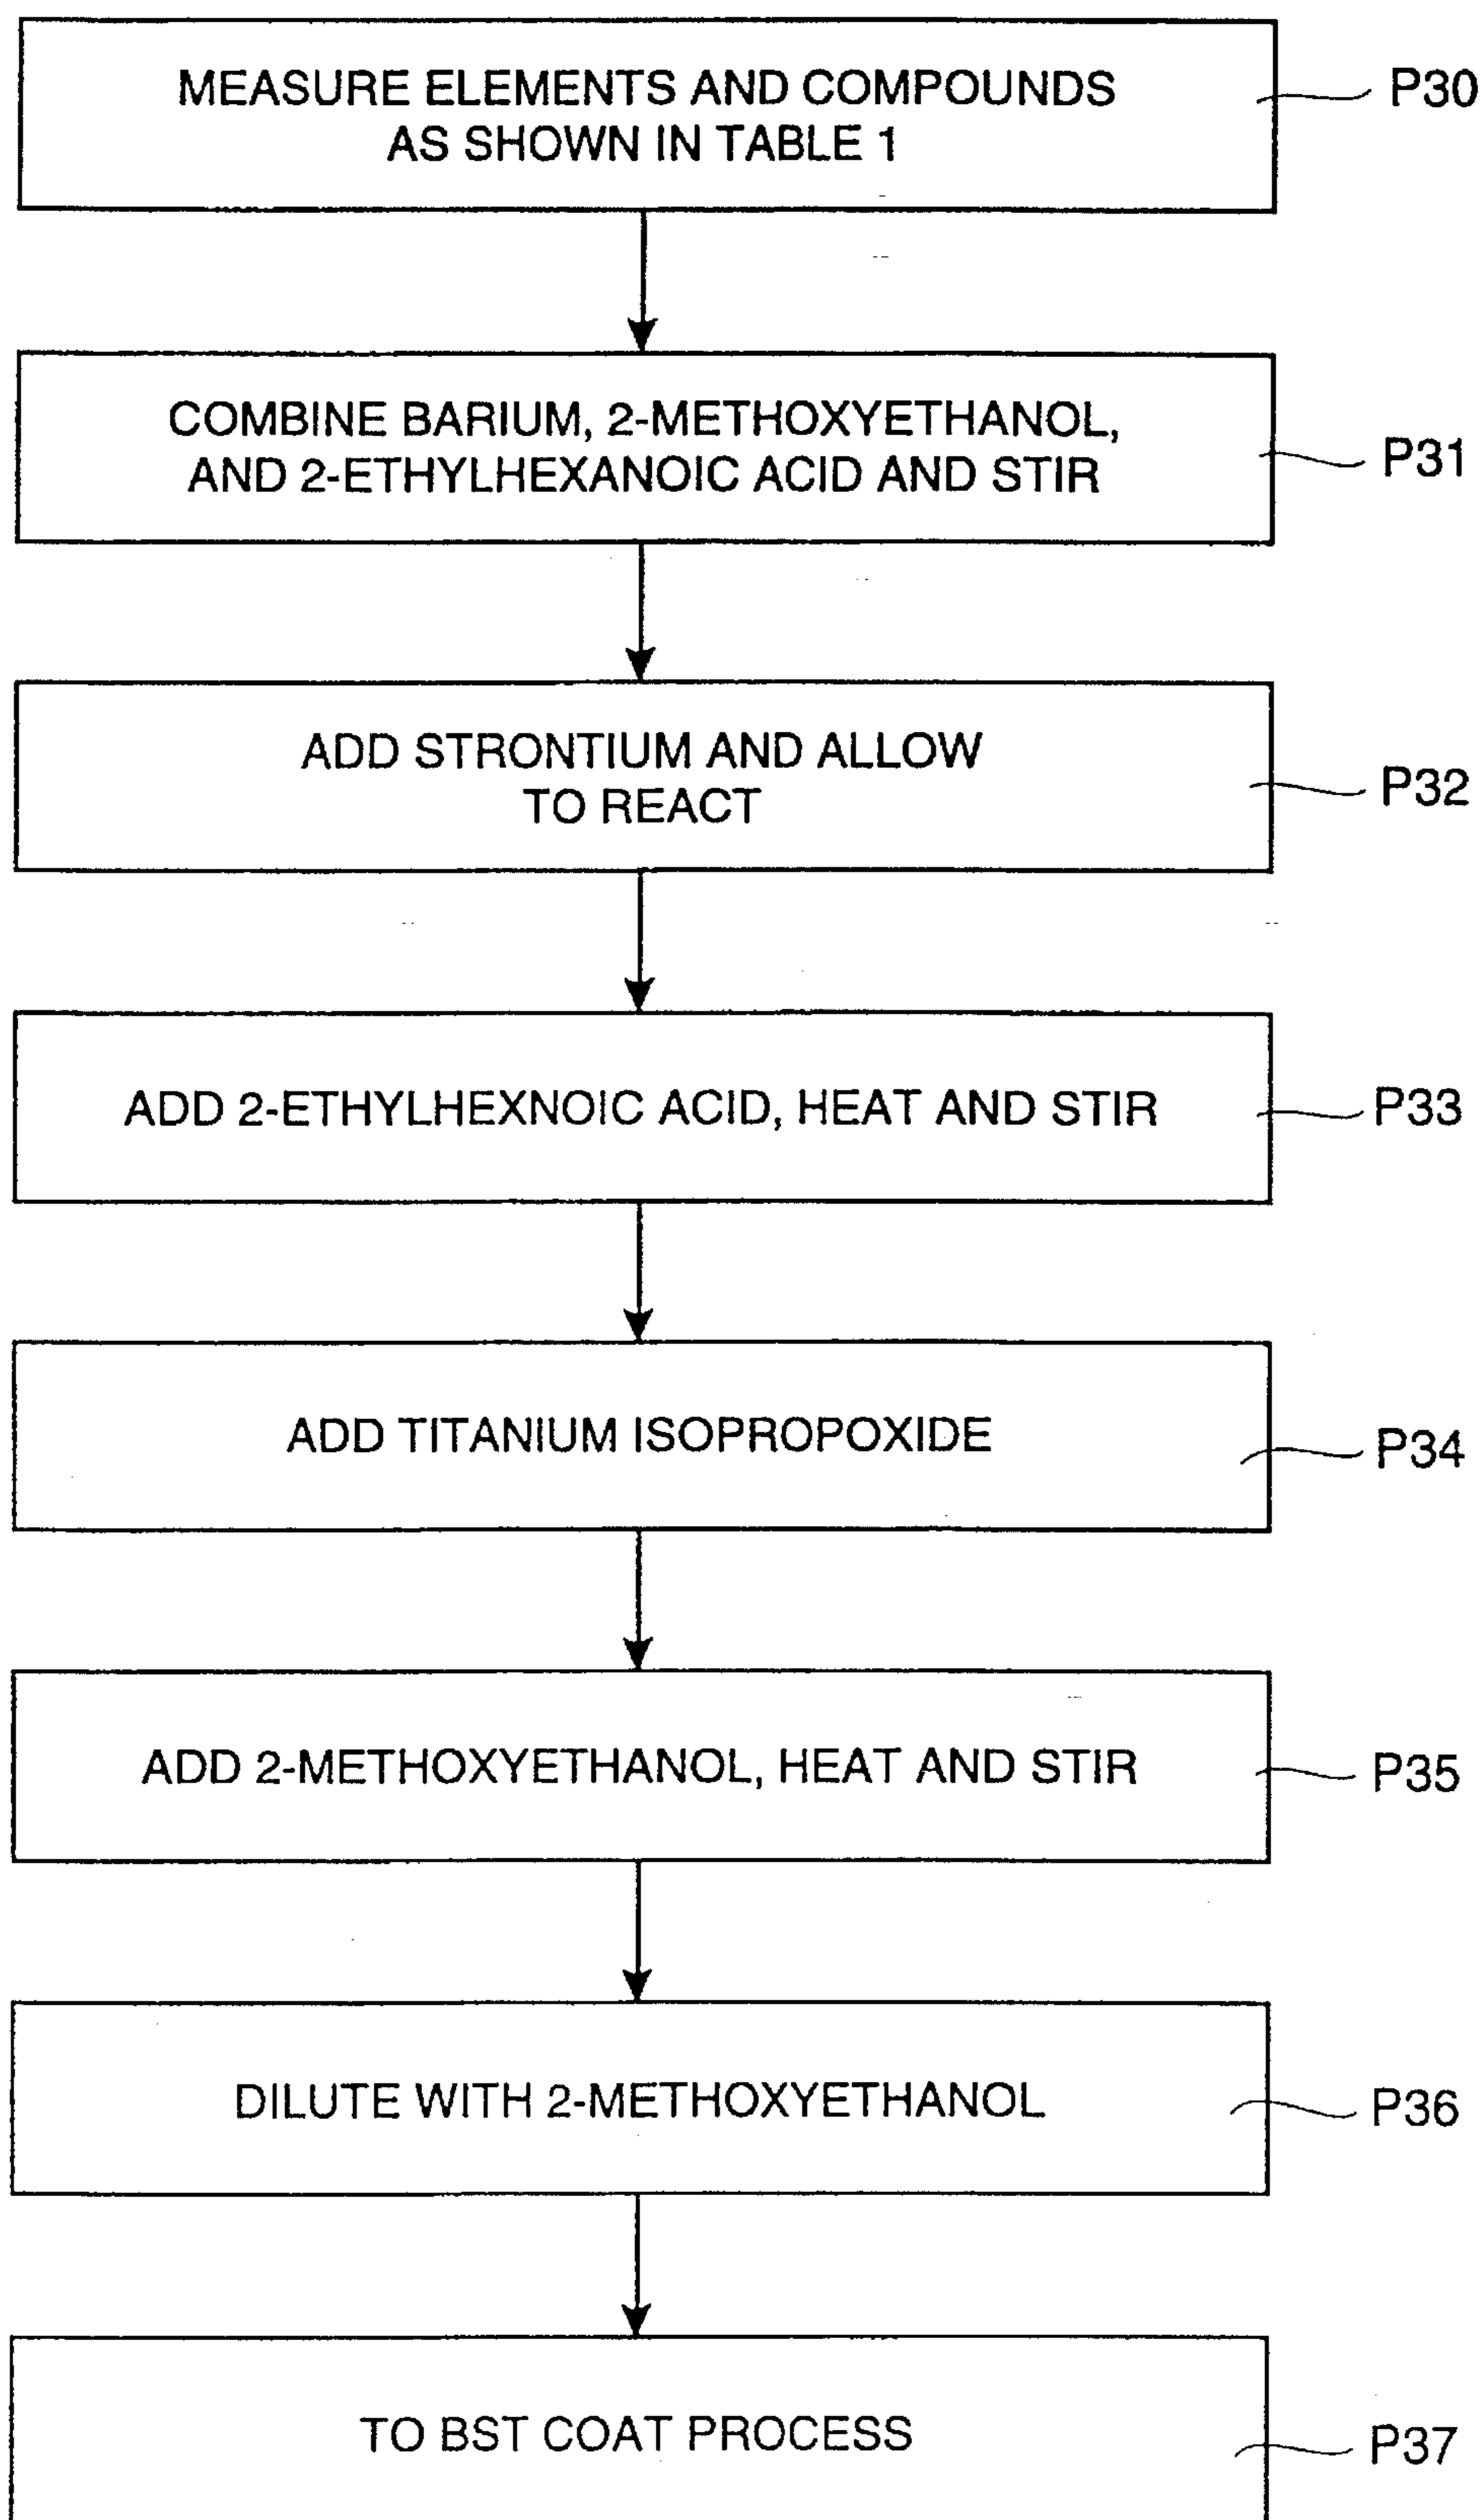 MEASURE ELEMENTS AND COMPOUNDS
AS SHOWN IN TABLE 1
P30
COMBINE BARIUM, 2-METHOXYETHANOL,
AND 2-ETHYLHEXANOIC ACID AND STIR
P31
ADD STRONTIUM AND ALLOW
TO REACT
P32
ADD 2-ETHYLHEXNOIC ACID, HEAT AND STIR
P33
ADD TITANIUM ISOPROPOXIDE
P34
ADD 2-METHOXYETHANOL, HEAT AND STIR
P35
DILUTE WITH 2-METHOXYETHANOL
P36
TO BST COAT PROCESS
P37